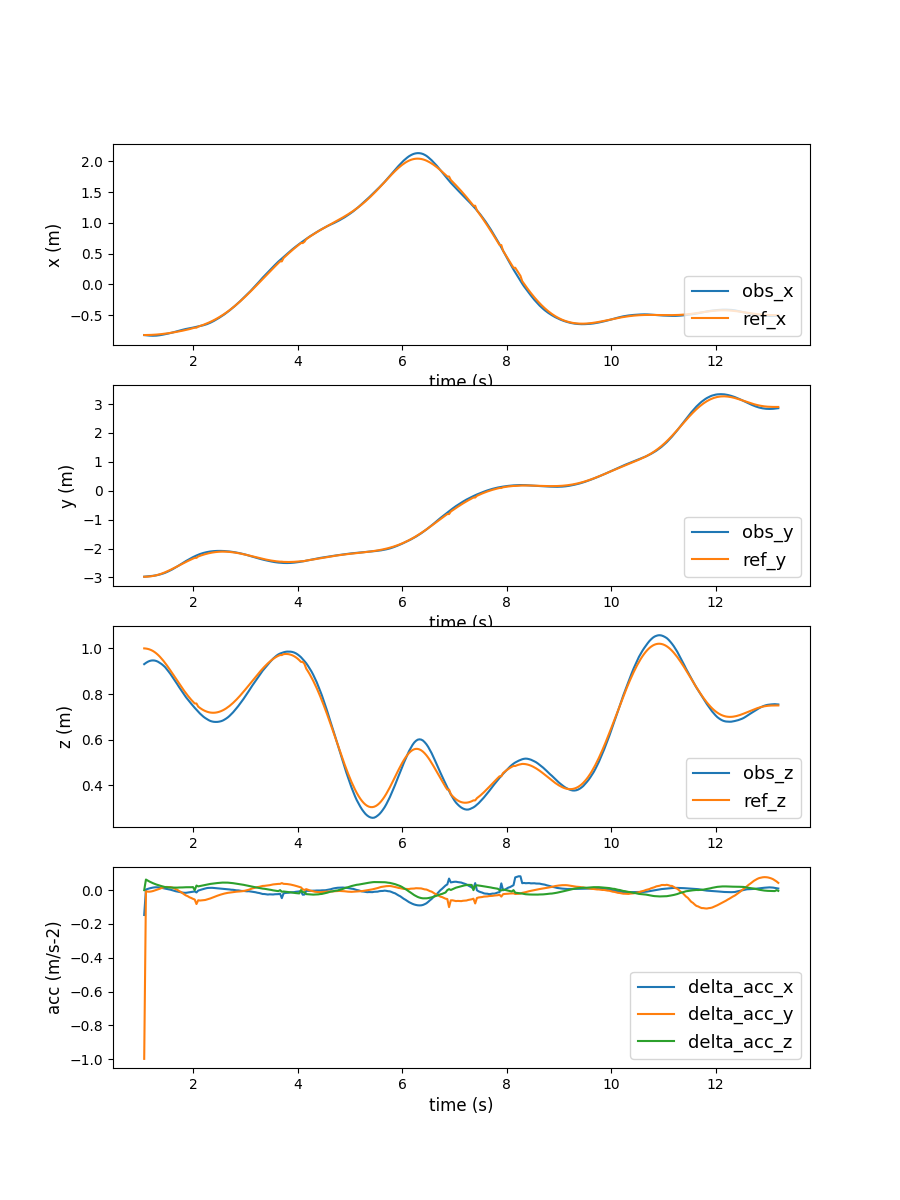 2.0
1.5
1.0
0.5
0.0
−0.5
x (m)
obs_x
ref_x
2 4 6 8 10 12
time (s)
3
2
1
0
−1
−2
−3
y (m)
obs_y
ref_y
2 4 6 8 10 12
time (s)
1.0
0.8
0.6
0.4
z (m)
obs_z
ref_z
2 4 6 8 10 12
0.0
−0.2
−0.4
−0.6
−0.8
−1.0
acc (m/s-2)
delta_acc_x
delta_acc_y
delta_acc_z
2 4 6 8 10 12
time (s)